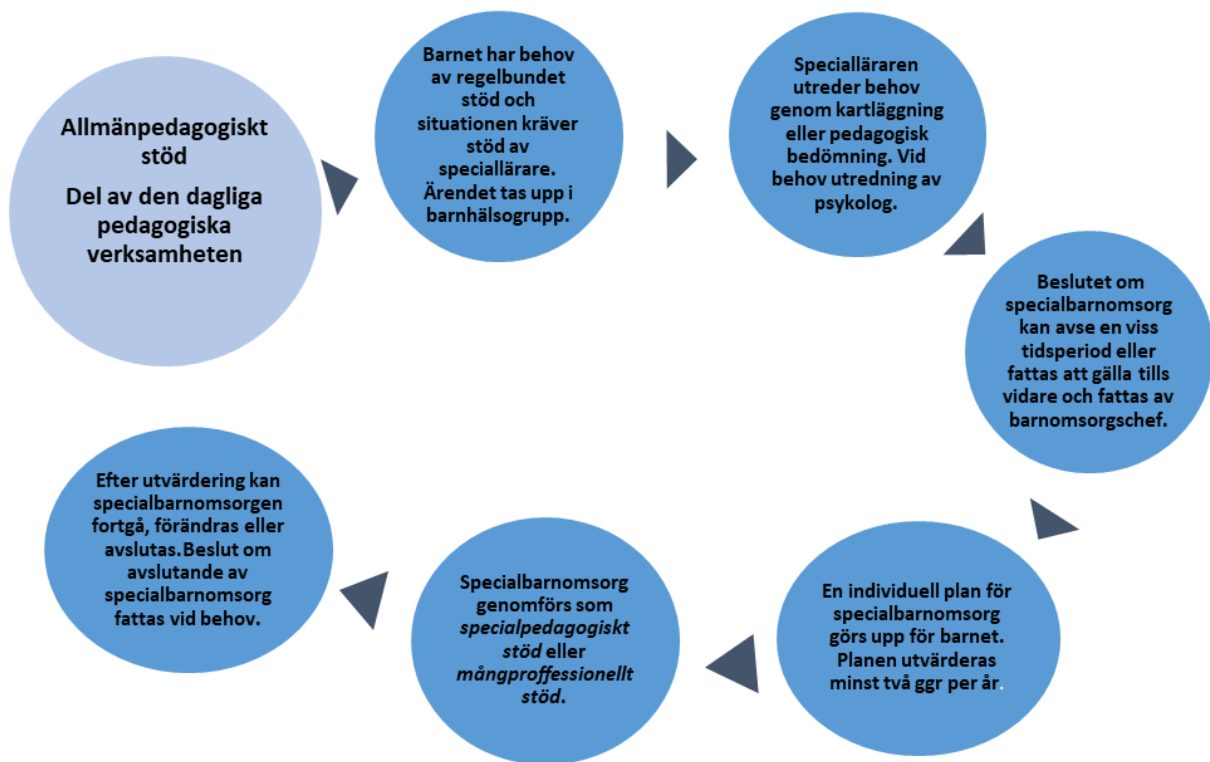 Allmänpedagogiskt
stöd
Del av den dagliga
pedagogiska
verksamheten
Barnet har behov
av regelbundet
stöd och
situationen kräver
stöd av
speciallärare.
Ärendet tas upp i
barnhälsogrupp.
Specialläraren
utreder behov
genom kartläggning
eller pedagogisk
bedömning. Vid
behov utredning av
psykolog.
Beslutet om
specialbarnomsorg
kan avse en viss
tidsperiod eller
fattas att gälla tills
vidare och fattas av
barnomsorgschef.
En individuell plan för
specialbarnomsorg
görs upp för barnet.
Planen utvärderas
minst två ggr per år.
Specialbarnomsorg
genomförs som
specialpedagogiskt
stöd eller
mångproffessionellt
stöd.
Efter utvärdering kan
specialbarnomsorgen
fortgå, förändras eller
avslutas.Beslut om
avslutande av
specialbarnomsorg
fattas vid behov.